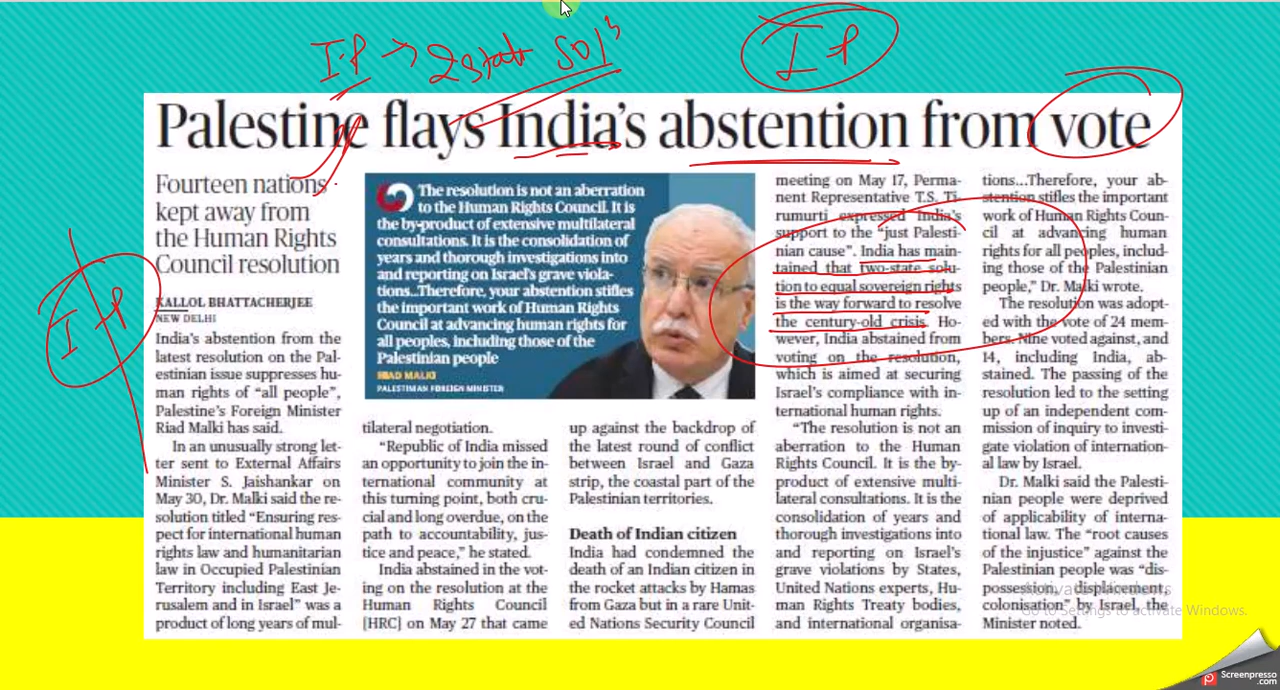 I-P → 2 state Solⁿ
I P
Palestine flays India's abstention from vote
Fourteen nations
kept away from
the Human Rights
Council resolution
KALLOL BHATTACHERJEE
NEW DELHI
India's abstention from the
latest resolution on the Pal-
estinian issue suppresses hu-
man rights of "all people",
Palestine's Foreign Minister
Riad Malki has said.
In an unusually strong let-
ter sent to External Affairs
Minister S. Jaishankar on
May 30, Dr. Malki said the re-
solution titled "Ensuring res-
pect for international human
rights law and humanitarian
law in Occupied Palestinian
Territory including East Je-
rusalem and in Israel" was a
product of long years of mul-
The resolution is not an aberration
to the Human Rights Council. It is
the by-product of extensive multilateral
consultations. It is the consolidation of
years and thorough investigations into
and reporting on Israel's grave viola-
tions...Therefore, your abstention stifles
the important work of Human Rights
Council at advancing human rights for
all peoples, including those of the
Palestinian people
RIAD MALKI
PALESTINIAN FOREIGN MINISTER
tilateral negotiation.
"Republic of India missed
an opportunity to join the in-
ternational community at
this turning point, both cru-
cial and long overdue, on the
path to accountability, jus-
tice and peace," he stated.
India abstained in the vot-
ing on the resolution at the
Human Rights Council
[HRC] on May 27 that came
up against the backdrop of
the latest round of conflict
between Israel and Gaza
strip, the coastal part of the
Palestinian territories.
Death of Indian citizen
India had condemned the
death of an Indian citizen in
the rocket attacks by Hamas
from Gaza but in a rare Unit-
ed Nations Security Council
meeting on May 17, Perma-
nent Representative T.S. Ti-
rumurti expressed India's
support to the "just Palesti-
nian cause". India has main-
tained that two-state solu-
tion to equal sovereign rights
is the way forward to resolve
the century-old crisis. Ho-
wever, India abstained from
voting on the resolution,
which is aimed at securing
Israel's compliance with in-
ternational human rights.
"The resolution is not an
aberration to the Human
Rights Council. It is the by-
product of extensive multi-
lateral consultations. It is the
consolidation of years and
thorough investigations into
and reporting on Israel's
grave violations by States,
United Nations experts, Hu-
man Rights Treaty bodies,
and international organisa-
tions...Therefore, your ab-
stention stifles the important
work of Human Rights Coun-
cil at advancing human
rights for all peoples, includ-
ing those of the Palestinian
people," Dr. Malki wrote.
The resolution was adopt-
ed with the vote of 24 mem-
bers. Nine voted against, and
14, including India, ab-
stained. The passing of the
resolution led to the setting
up of an independent com-
mission of inquiry to investi-
gate violation of internation-
al law by Israel.
Dr. Malki said the Palesti-
nian people were deprived
of applicability of interna-
tional law. The "root causes
of the injustice" against the
Palestinian people was "dis-
possession, displacement,
colonisation" by Israel, the
Minister noted.
I P
Activate Windows
Go to Settings to activate Windows.
Screenpresso
.com